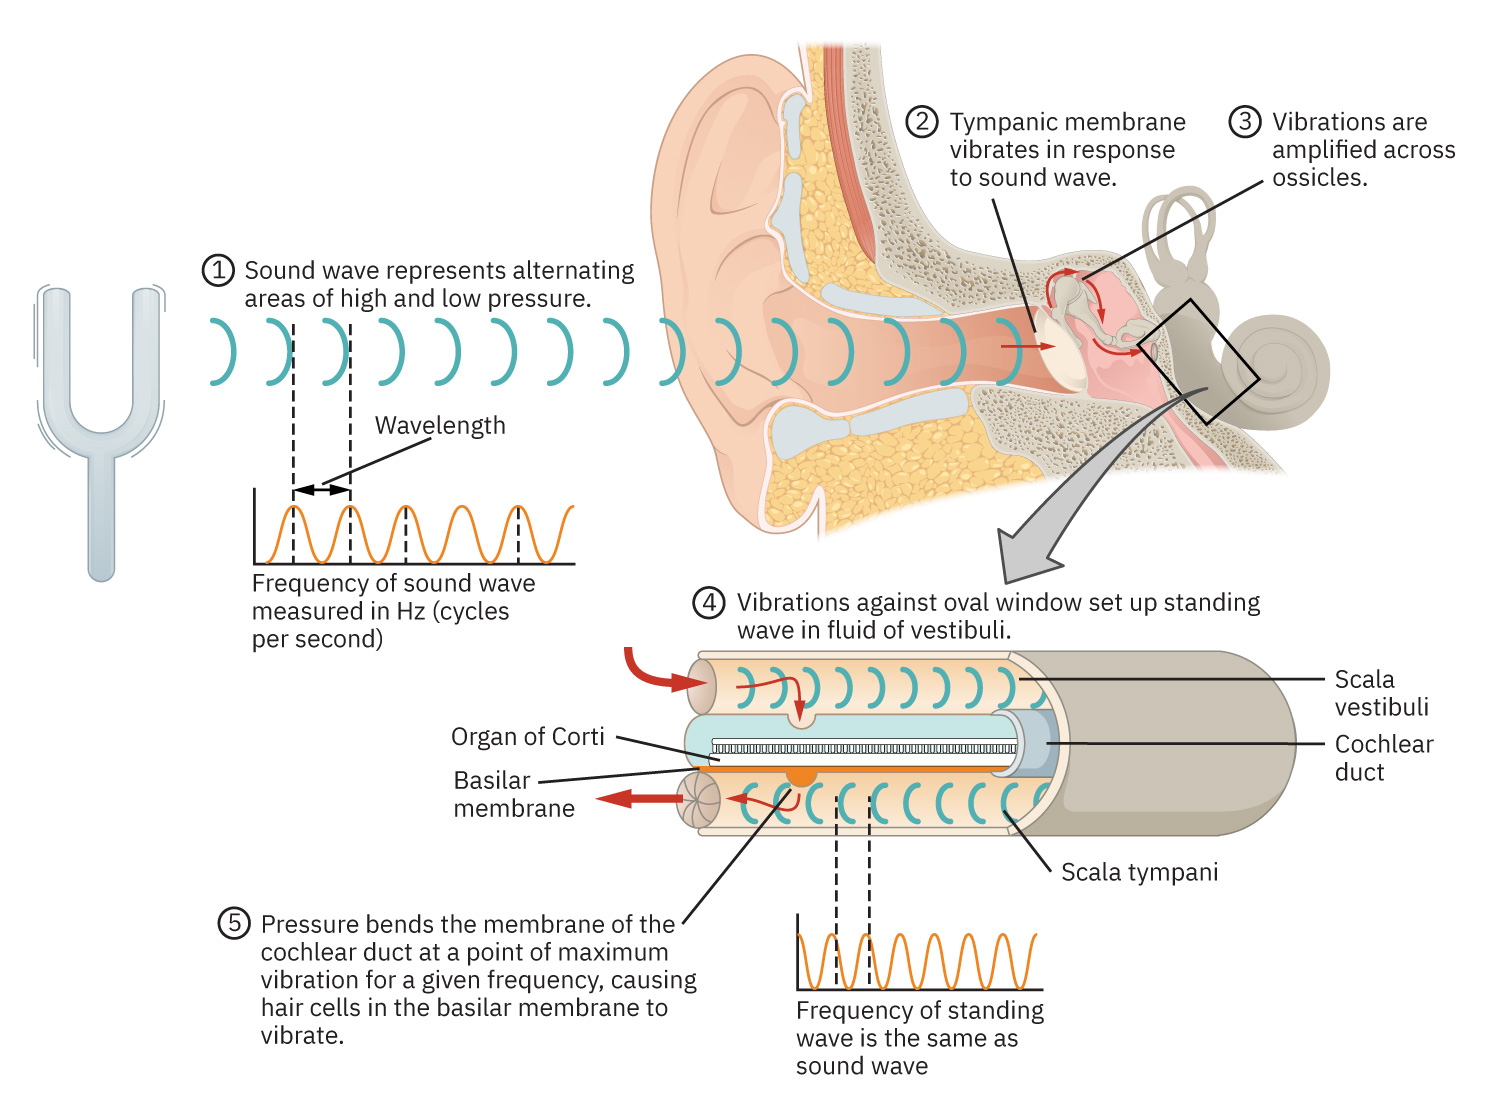 1 Sound wave represents alternating
areas of high and low pressure.
2 Tympanic membrane
vibrates in response
to sound wave.
3 Vibrations are
amplified across
ossicles.
Wavelength
Frequency of sound wave
measured in Hz (cycles
per second)
4 Vibrations against oval window set up standing
wave in fluid of vestibuli.
Scala
vestibuli
Organ of Corti
Cochlear
duct
Basilar
membrane
Scala tympani
5 Pressure bends the membrane of the
cochlear duct at a point of maximum
vibration for a given frequency, causing
hair cells in the basilar membrane to
vibrate.
Frequency of standing
wave is the same as
sound wave